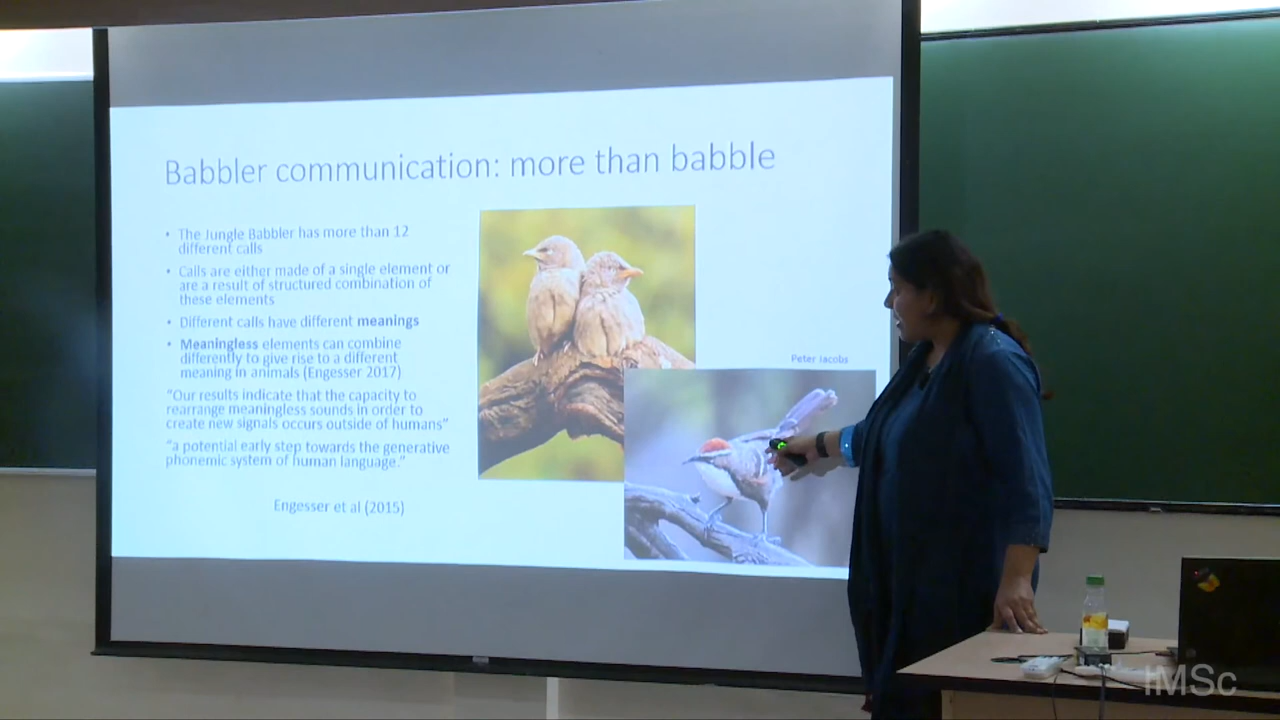 Babbler communication: more than babble
• The Jungle Babbler has more than 12
different calls
• Calls are either made of a single element or
are a result of structured combination of
these elements
• Different calls have different meanings
• Meaningless elements can combine
differently to give rise to a different
meaning in animals (Engesser 2017)
"Our results indicate that the capacity to
rearrange meaningless sounds in order to
create new signals occurs outside of humans"
"a potential early step towards the generative
phonemic system of human language."
Engesser et al (2015)
Peter Jacobs
IMSc